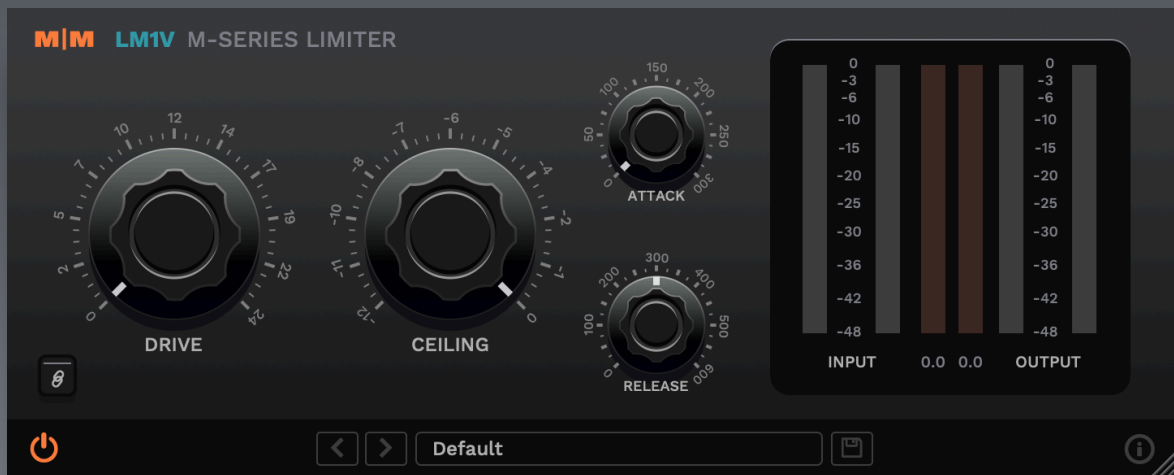 M|M LM1V M-SERIES LIMITER
0 2 5 7 10 12 14 17 19 22 24
DRIVE
-12 -11 -10 -8 -7 -6 -5 -4 -2 -1 0
CEILING
0 50 100 150 200 250 300
ATTACK
0 100 200 300 400 500 600
RELEASE
0 0
-3 -3
-6 -6
-10 -10
-15 -15
-20 -20
-25 -25
-30 -30
-36 -36
-42 -42
-48 -48
INPUT 0.0 0.0 OUTPUT
Default